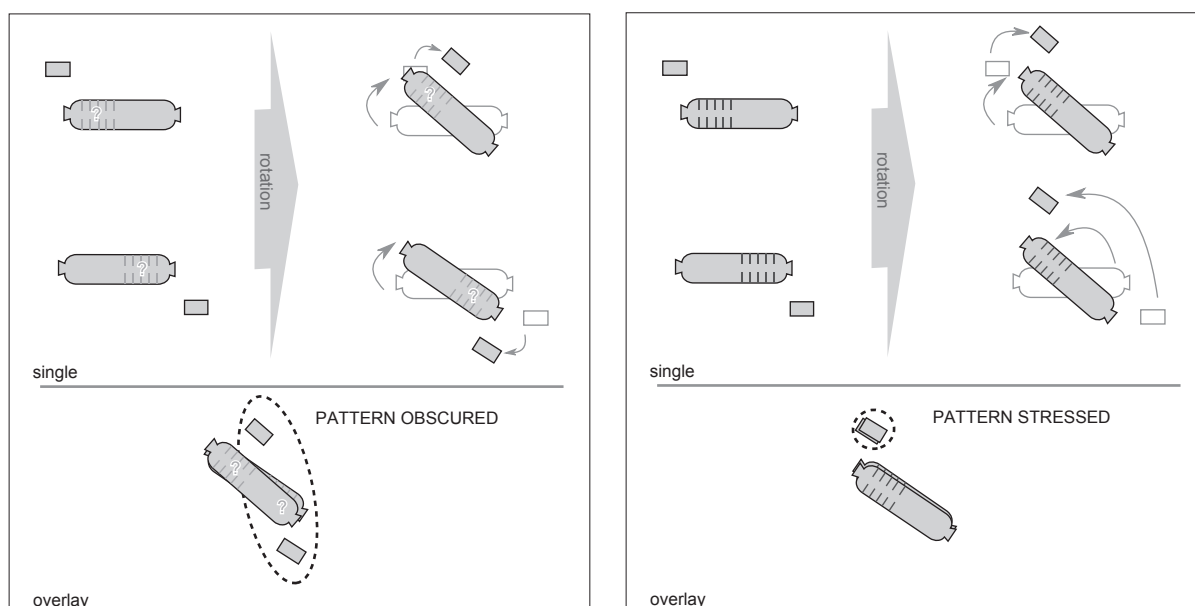 ?
rotation
?
?
?
single
PATTERN OBSCURED
?
?
overlay
rotation
single
PATTERN STRESSED
overlay